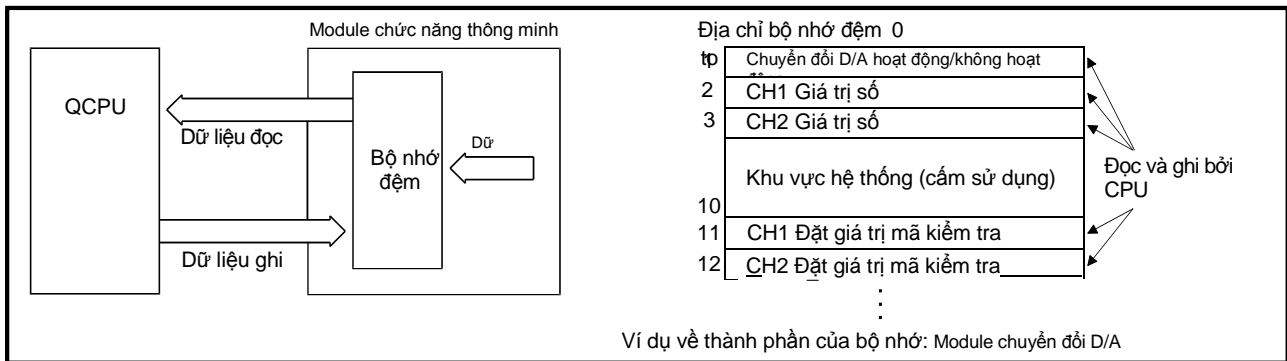 Module chức năng thông minh
QCPU
Dữ liệu đọc
Bộ nhớ
đệm
Dữ
Dữ liệu ghi
Địa chỉ bộ nhớ đệm 0
Chuyển đổi D/A hoạt động/không hoạt
2 CH1 Giá trị số
3 CH2 Giá trị số
Khu vực hệ thống (cấm sử dụng)
10
11 CH1 Đặt giá trị mã kiểm tra
12 CH2 Đặt giá trị mã kiểm tra
Đọc và ghi bởi
CPU
Ví dụ về thành phần của bộ nhớ: Module chuyển đổi D/A